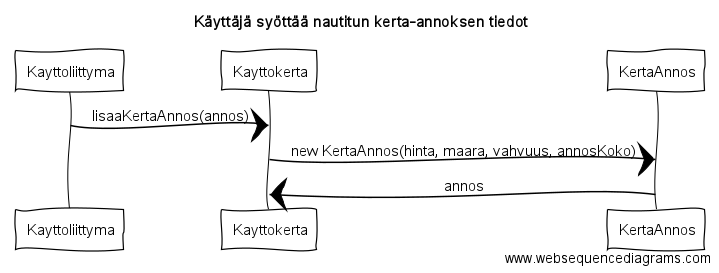 Käyttäjä syöttää nautitun kerta-annoksen tiedot
Kayttoliittyma
Kayttokerta
KertaAnnos
lisaaKertaAnnos(annos)
new KertaAnnos(hinta, maara, vahvuus, annosKoko)
annos
Kayttoliittyma
Kayttokerta
KertaAnnos
www.websequencediagrams.com